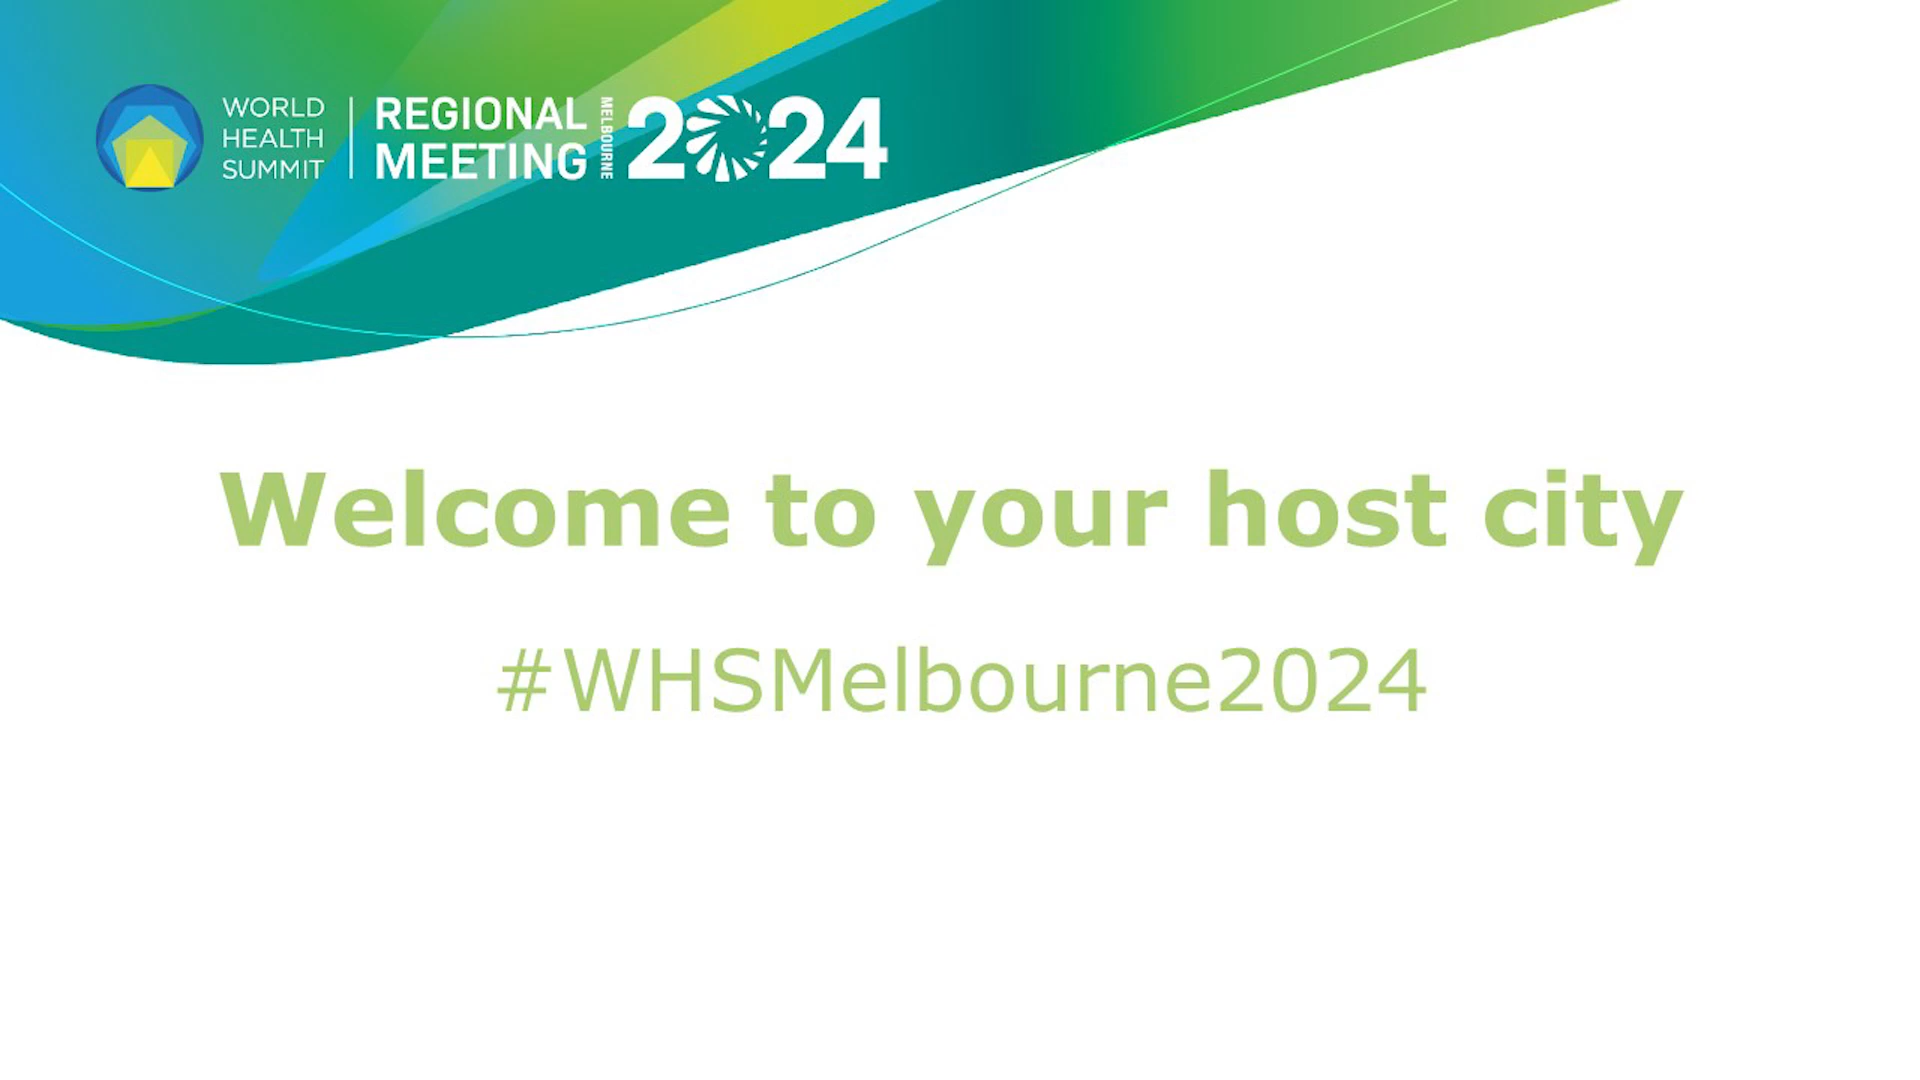 WORLD
HEALTH
SUMMIT
REGIONAL
MEETING
MELBOURNE
2024
Welcome to your host city
#WHSMelbourne2024